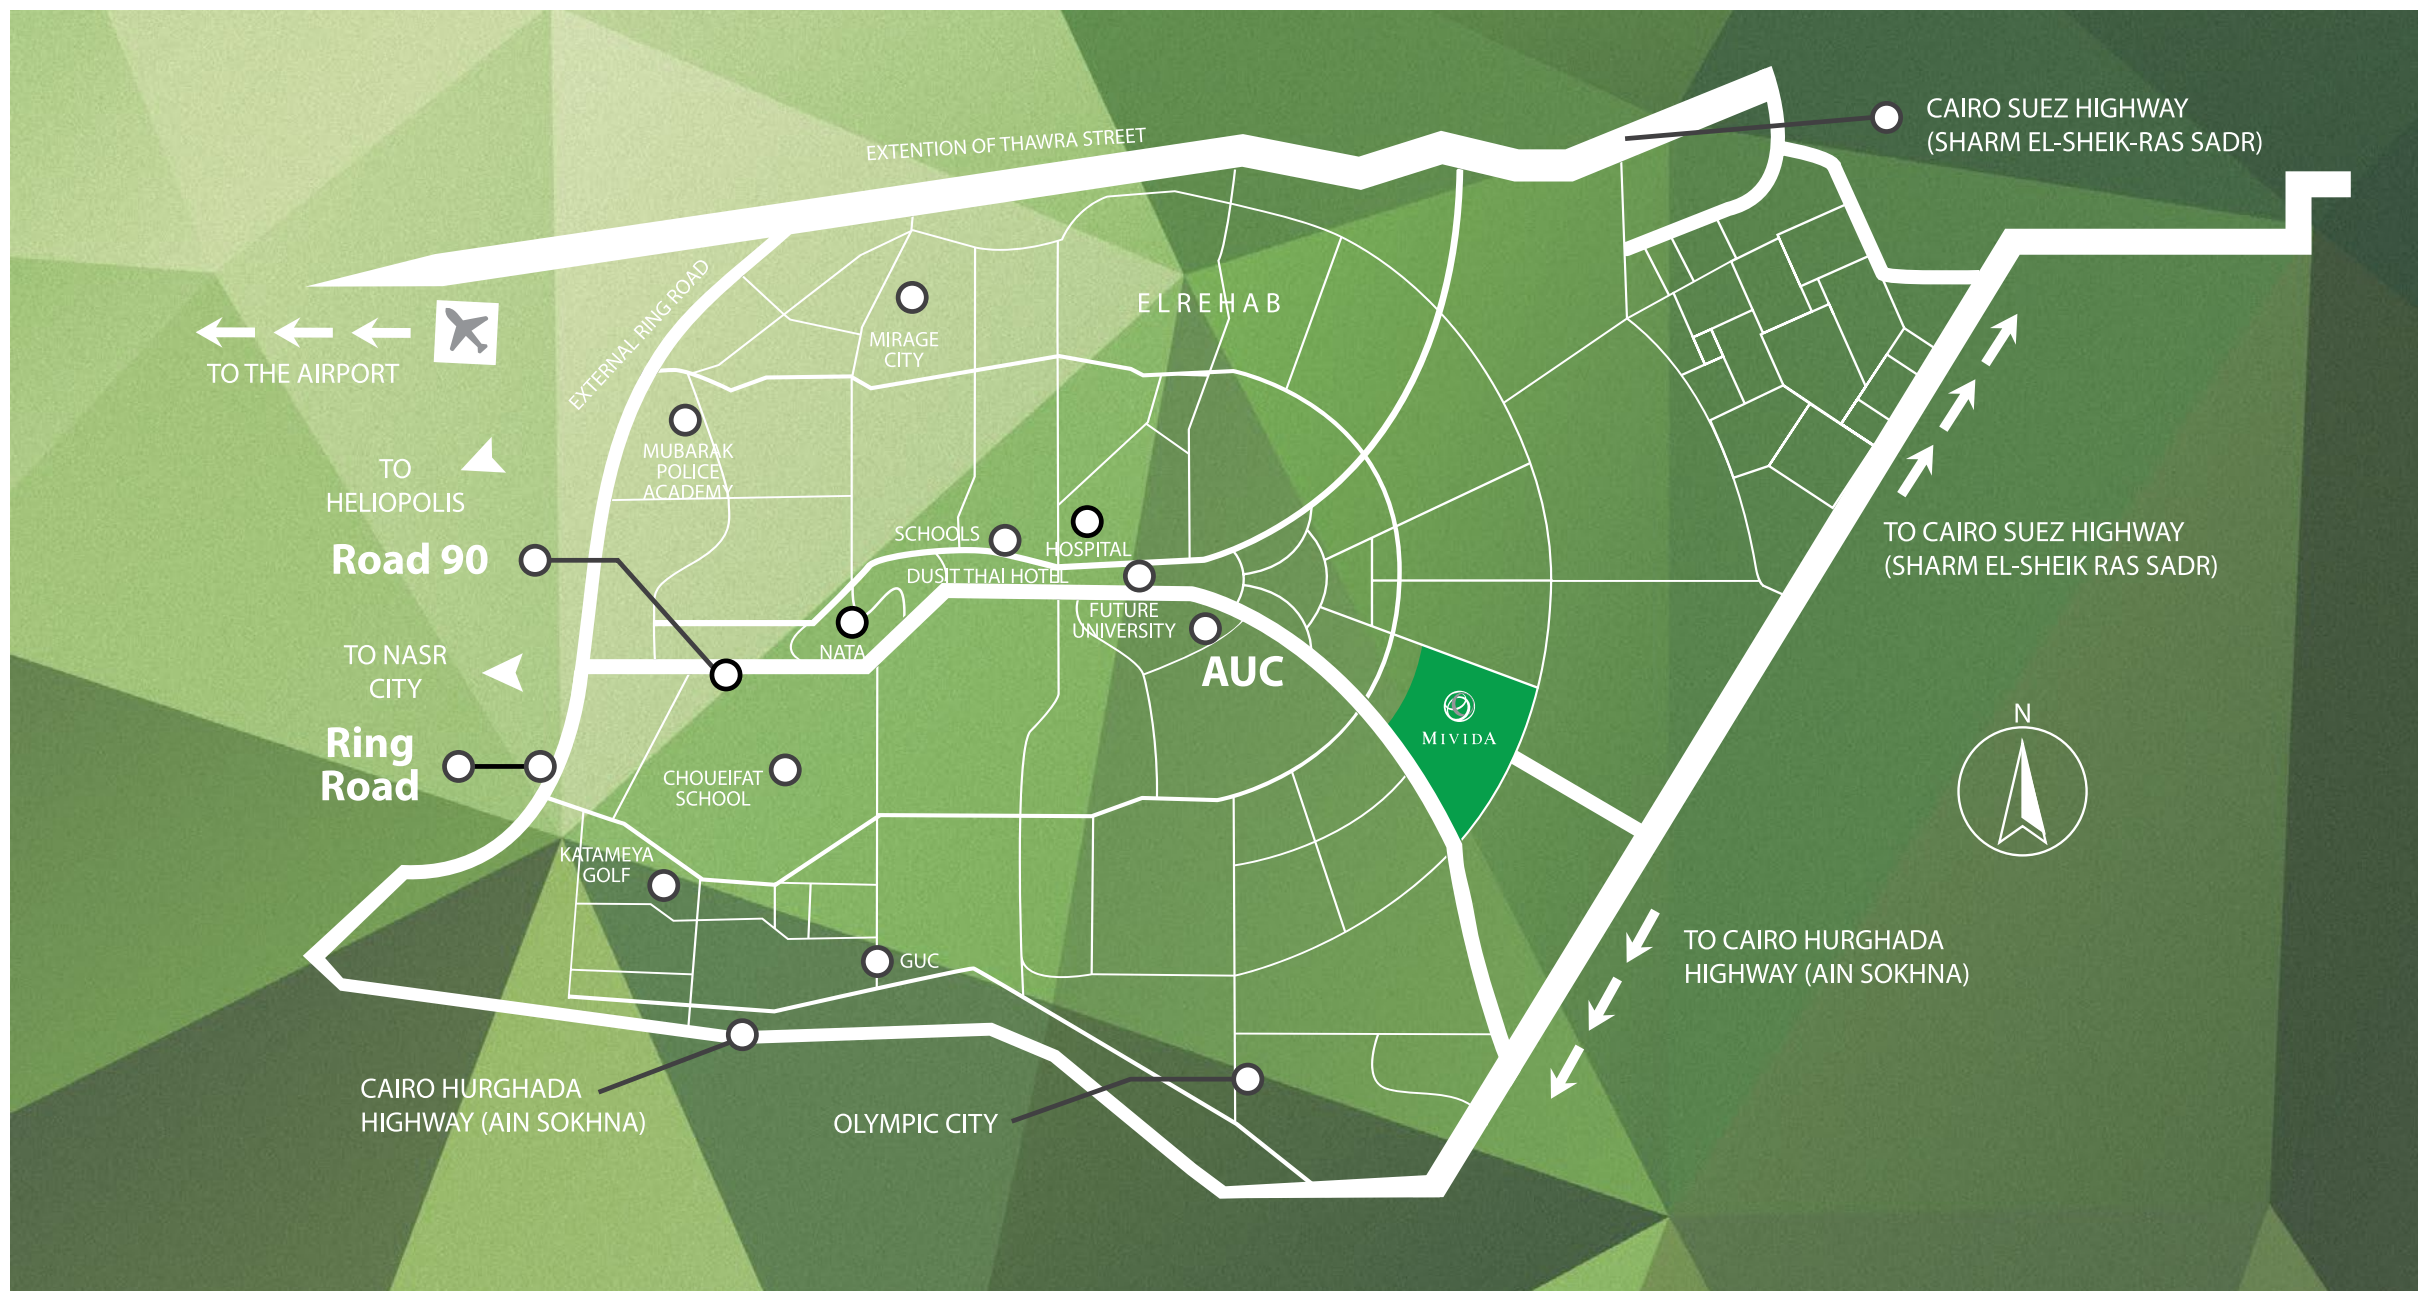 CAIRO SUEZ HIGHWAY
(SHARM EL-SHEIK-RAS SADR)
EXTENTION OF THAWRA STREET
EXTERNAL RING ROAD
ELREHAB
MIRAGE
CITY
TO THE AIRPORT
MUBARAK
POLICE
ACADEMY
TO
HELIOPOLIS
Road 90
SCHOOLS
HOSPITAL
DUSIT THAI HOTEL
TO CAIRO SUEZ HIGHWAY
(SHARM EL-SHEIK RAS SADR)
FUTURE
UNIVERSITY
NATA
TO NASR
CITY
AUC
Ring
Road
MIVIDA
N
CHOUEIFAT
SCHOOL
KATAMEYA
GOLF
GUC
TO CAIRO HURGHADA
HIGHWAY (AIN SOKHNA)
CAIRO HURGHADA
HIGHWAY (AIN SOKHNA)
OLYMPIC CITY